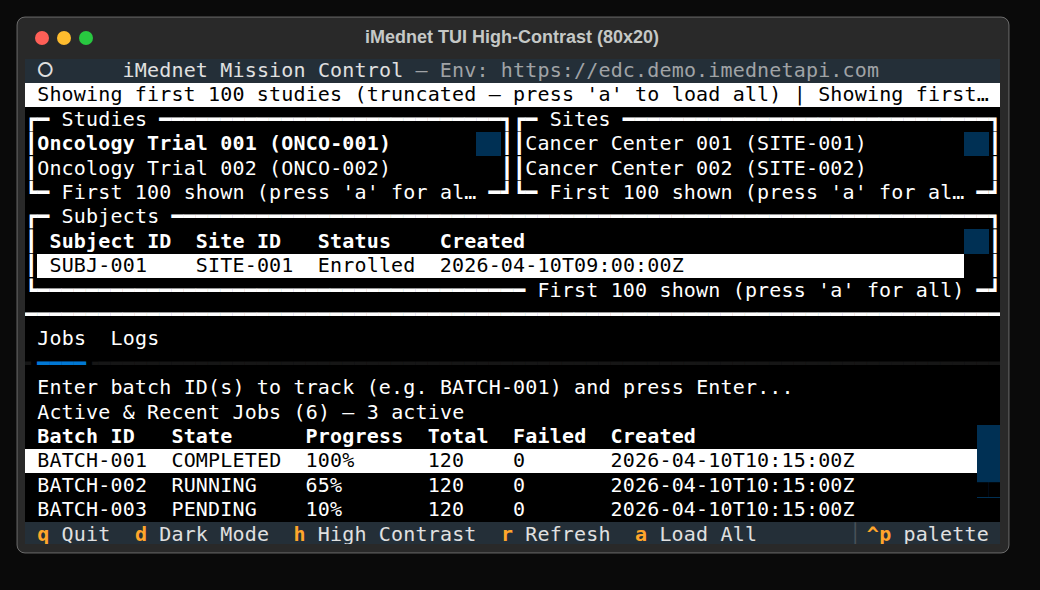 iMednet TUI High-Contrast (80x20)
iMednet Mission Control — Env: https://edc.demo.imednetapi.com
Showing first 100 studies (truncated — press 'a' to load all) | Showing first…
Studies Sites
Oncology Trial 001 (ONCO-001) Cancer Center 001 (SITE-001)
Oncology Trial 002 (ONCO-002) Cancer Center 002 (SITE-002)
First 100 shown (press 'a' for al… First 100 shown (press 'a' for al…
Subjects
Subject ID Site ID Status Created
SUBJ-001 SITE-001 Enrolled 2026-04-10T09:00:00Z
First 100 shown (press 'a' for all)
Jobs Logs
Enter batch ID(s) to track (e.g. BATCH-001) and press Enter...
Active & Recent Jobs (6) — 3 active
Batch ID State Progress Total Failed Created
BATCH-001 COMPLETED 100% 120 0 2026-04-10T10:15:00Z
BATCH-002 RUNNING 65% 120 0 2026-04-10T10:15:00Z
BATCH-003 PENDING 10% 120 0 2026-04-10T10:15:00Z
q Quit d Dark Mode h High Contrast r Refresh a Load All ^p palette